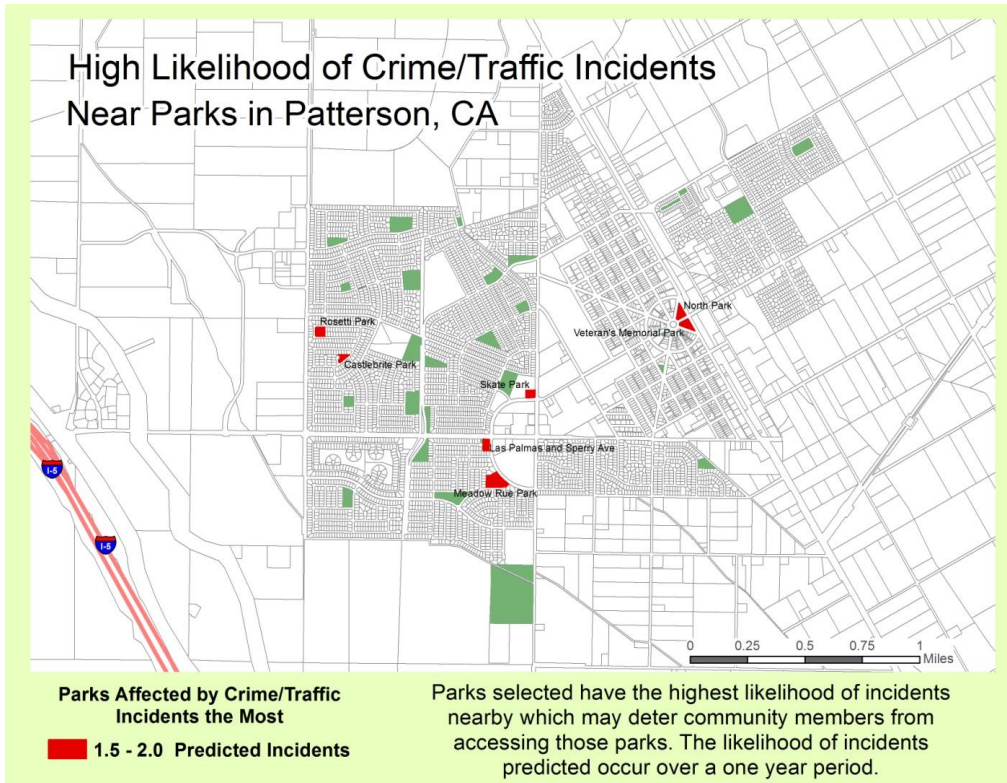 High Likelihood of Crime/Traffic Incidents
Near Parks in Patterson, CA
North Park
Rosetti Park
Veteran's Memorial Park
Castlebrite Park
Skate Park
Las Palmas and Sperry Ave
I-5
Meadow Rue Park
I-5
0 0.25 0.5 0.75 1
Miles
Parks Affected by Crime/Traffic
Incidents the Most
1.5 - 2.0 Predicted Incidents
Parks selected have the highest likelihood of incidents
nearby which may deter community members from
accessing those parks. The likelihood of incidents
predicted occur over a one year period.